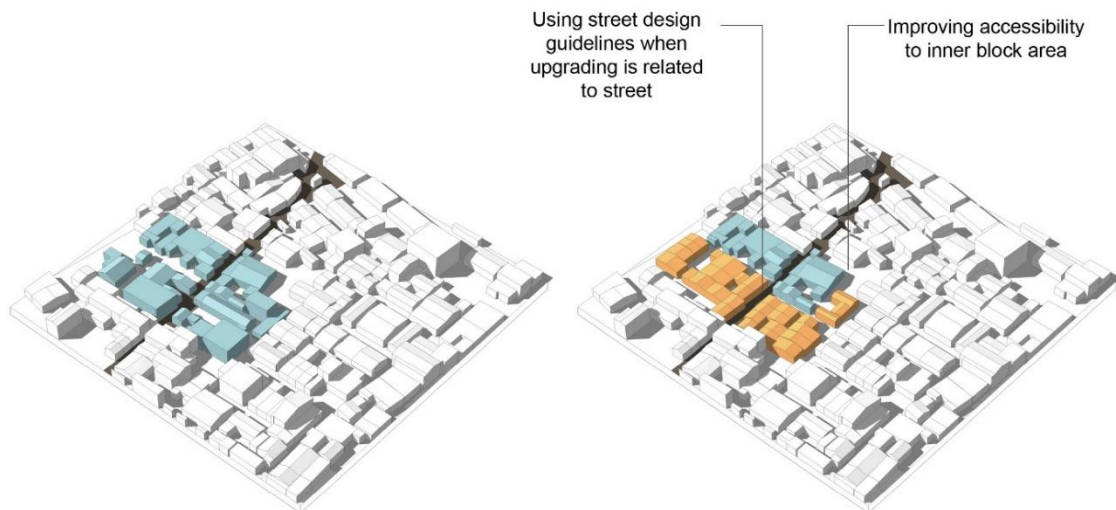 Using street design
guidelines when
upgrading is related
to street
Improving accessibility
to inner block area